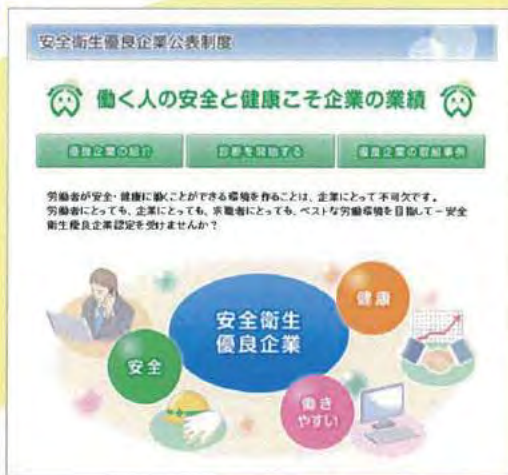 安全衛生優良企業公表制度
働く人の安全と健康こそ企業の業績
優良企業の紹介
診断を開始する
優良企業の取組事例
労働者が安全・健康に働くことができる環境を作ることは、企業にとって不可欠です。
労働者にとっても、企業にとっても、求職者にとっても、ベストな労働環境を目指して－安全
衛生優良企業認定を受けませんか？
安全衛生
優良企業
健康
安全
働き
やすい